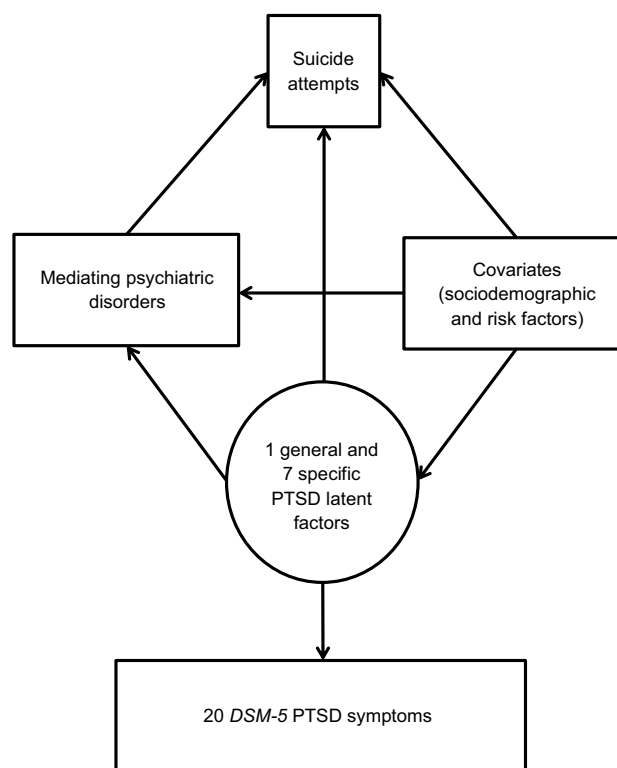 Suicide
attempts
Mediating psychiatric
disorders
Covariates
(sociodemographic
and risk factors)
1 general and
7 specific
PTSD latent
factors
20 DSM-5 PTSD symptoms